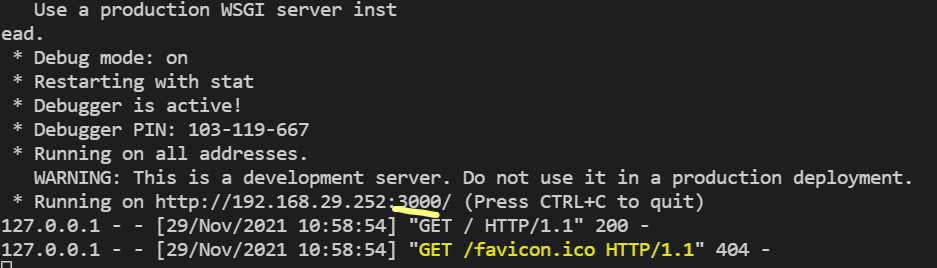 Use a production WSGI server inst
ead.
* Debug mode: on
* Restarting with stat
* Debugger is active!
* Debugger PIN: 103-119-667
* Running on all addresses.
WARNING: This is a development server. Do not use it in a production deployment.
* Running on http://192.168.29.252:3000/ (Press CTRL+C to quit)
127.0.0.1 - - [29/Nov/2021 10:58:54] "GET / HTTP/1.1" 200 -
127.0.0.1 - - [29/Nov/2021 10:58:54] "GET /favicon.ico HTTP/1.1" 404 -